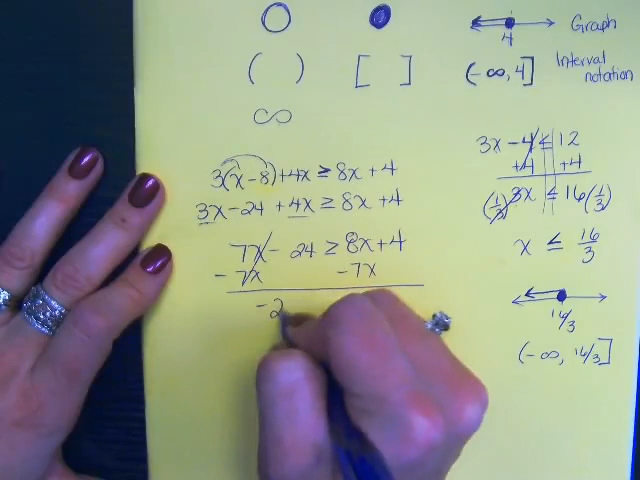 Graph
4
( ) [ ] (-∞, 4] Interval notation
∞
3(x-8)+4x ≥ 8x+4
3x-24+4x ≥ 8x+4
7x-24 ≥ 8x+4
-7x -7x
-2
3x-4 ≤ 12
+4 +4
(1/3)3x ≤ 16(1/3)
x ≤ 16/3
16/3
(-∞, 16/3]